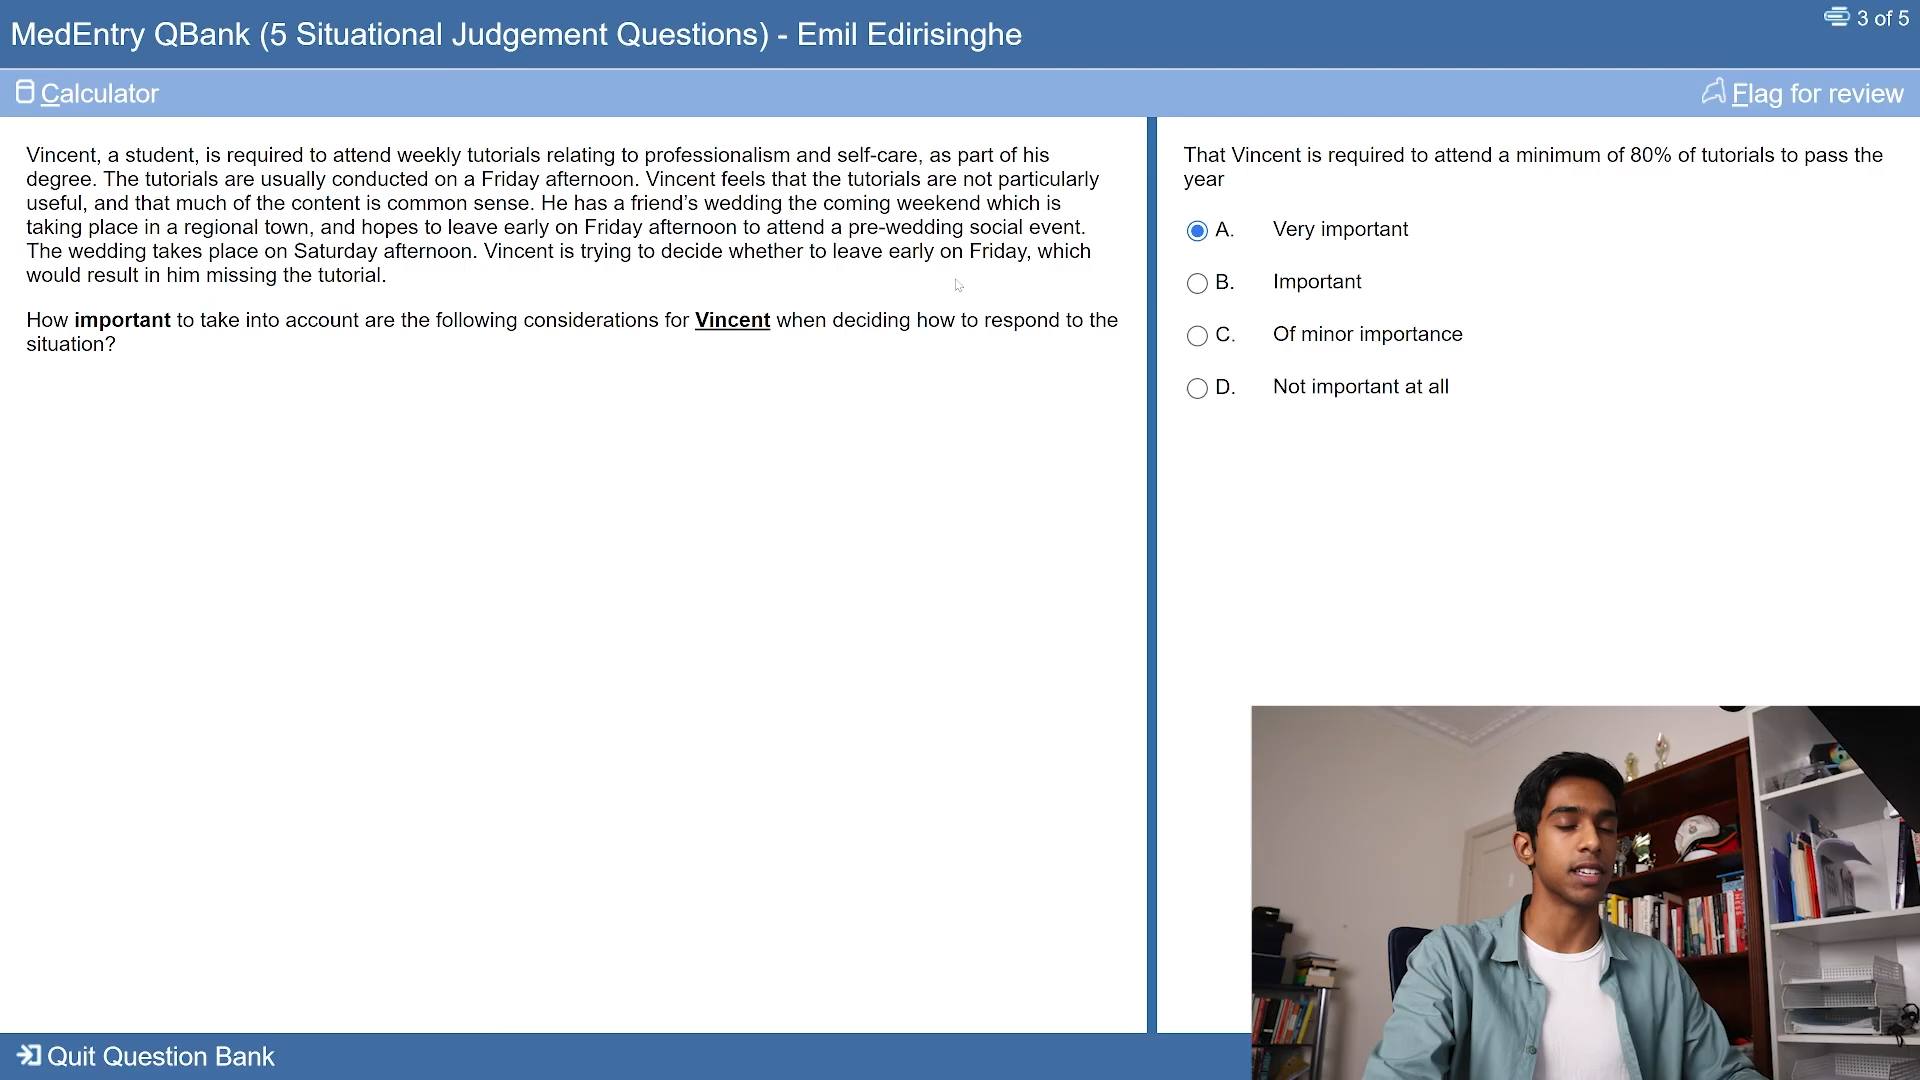 MedEntry QBank (5 Situational Judgement Questions) - Emil Edirisinghe
3 of 5
Calculator
Flag for review
Vincent, a student, is required to attend weekly tutorials relating to professionalism and self-care, as part of his
degree. The tutorials are usually conducted on a Friday afternoon. Vincent feels that the tutorials are not particularly
useful, and that much of the content is common sense. He has a friend's wedding the coming weekend which is
taking place in a regional town, and hopes to leave early on Friday afternoon to attend a pre-wedding social event.
The wedding takes place on Saturday afternoon. Vincent is trying to decide whether to leave early on Friday, which
would result in him missing the tutorial.
How important to take into account are the following considerations for Vincent when deciding how to respond to the
situation?
That Vincent is required to attend a minimum of 80% of tutorials to pass the
year
A. Very important
B. Important
C. Of minor importance
D. Not important at all
Quit Question Bank